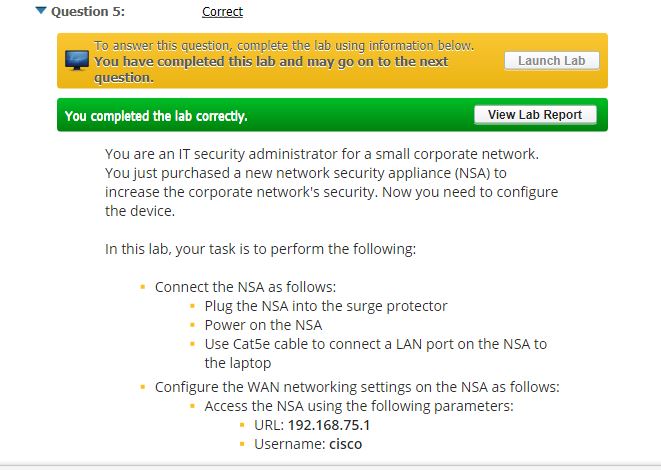 Question 5: Correct
To answer this question, complete the lab using information below.
You have completed this lab and may go on to the next
question.
Launch Lab
You completed the lab correctly.
View Lab Report
You are an IT security administrator for a small corporate network.
You just purchased a new network security appliance (NSA) to
increase the corporate network's security. Now you need to configure
the device.
In this lab, your task is to perform the following:
Connect the NSA as follows:
Plug the NSA into the surge protector
Power on the NSA
Use Cat5e cable to connect a LAN port on the NSA to
the laptop
Configure the WAN networking settings on the NSA as follows:
Access the NSA using the following parameters:
URL: 192.168.75.1
Username: cisco